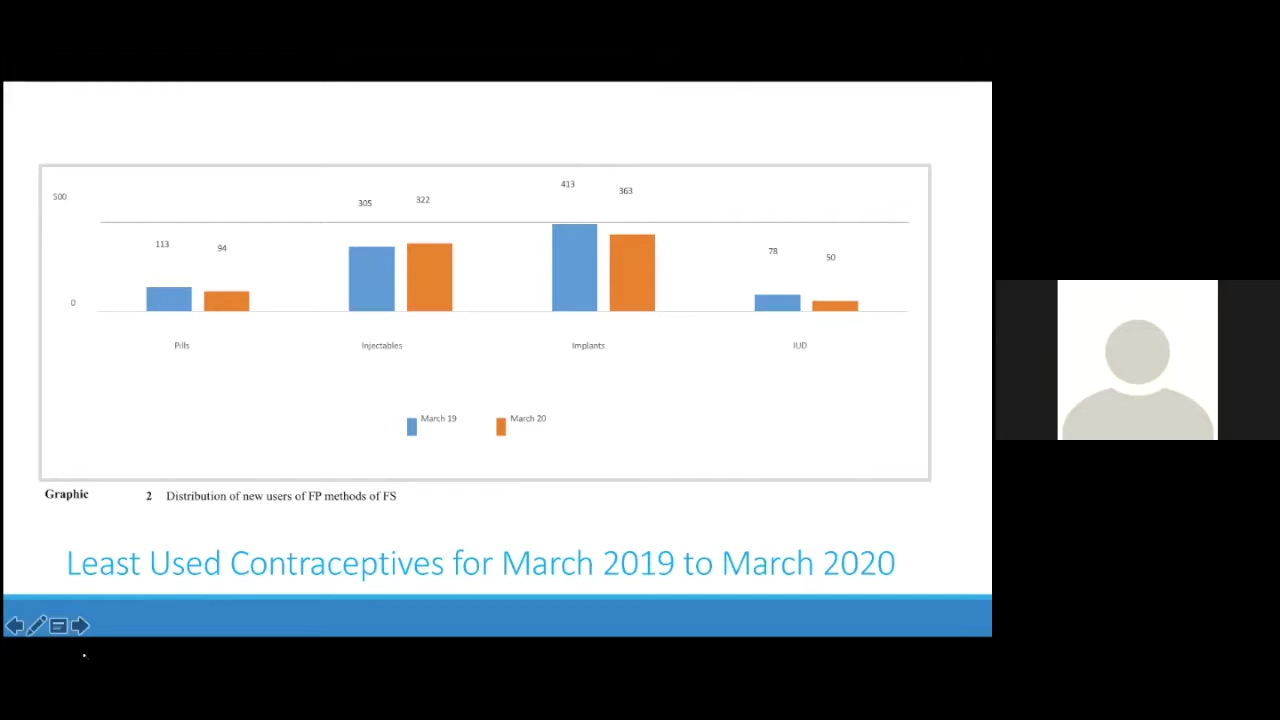 500
113
94
305
322
413
363
78
50
0
Pills
Injectables
Implants
IUD
March 19
March 20
Graphic 2 Distribution of new users of FP methods of FS
Least Used Contraceptives for March 2019 to March 2020